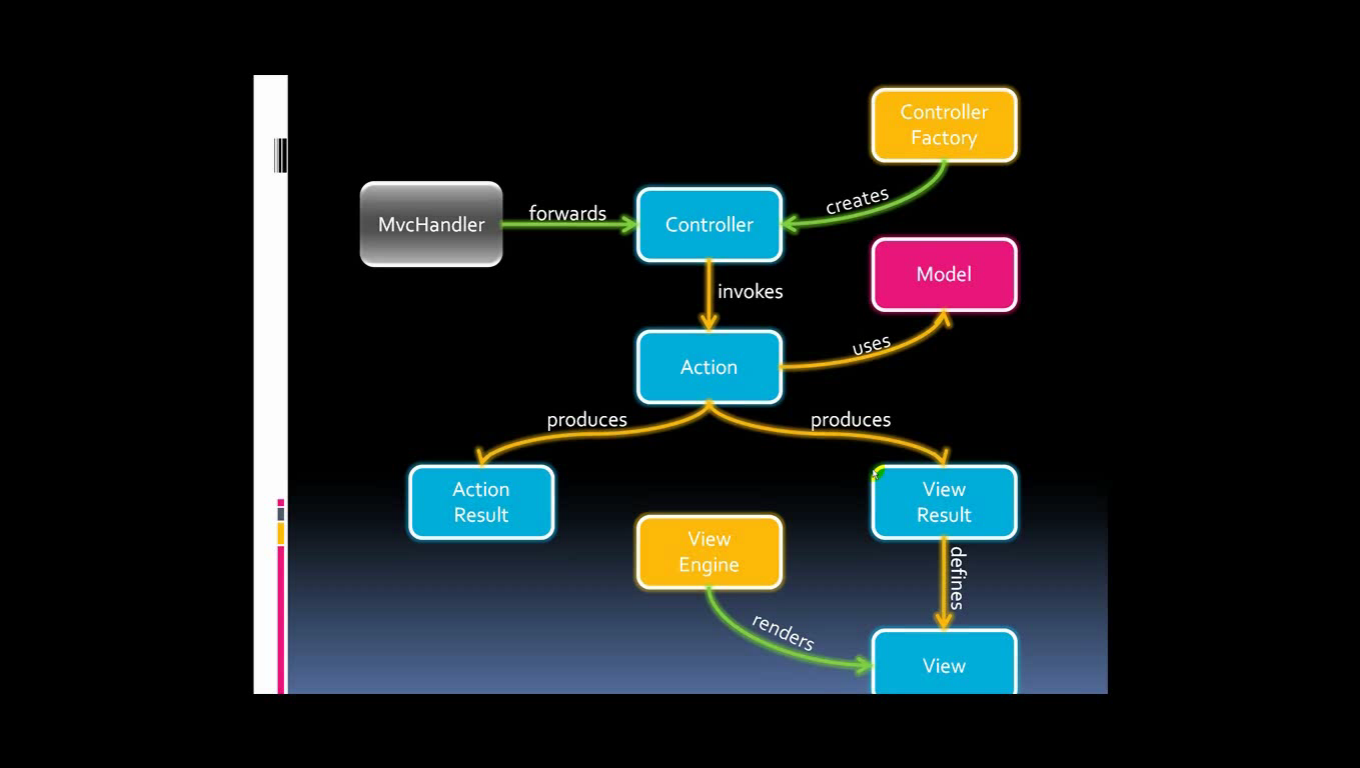 Controller
Factory
creates
MvcHandler
forwards
Controller
Model
invokes
uses
Action
produces
produces
Action
Result
View
Result
View
Engine
defines
renders
View